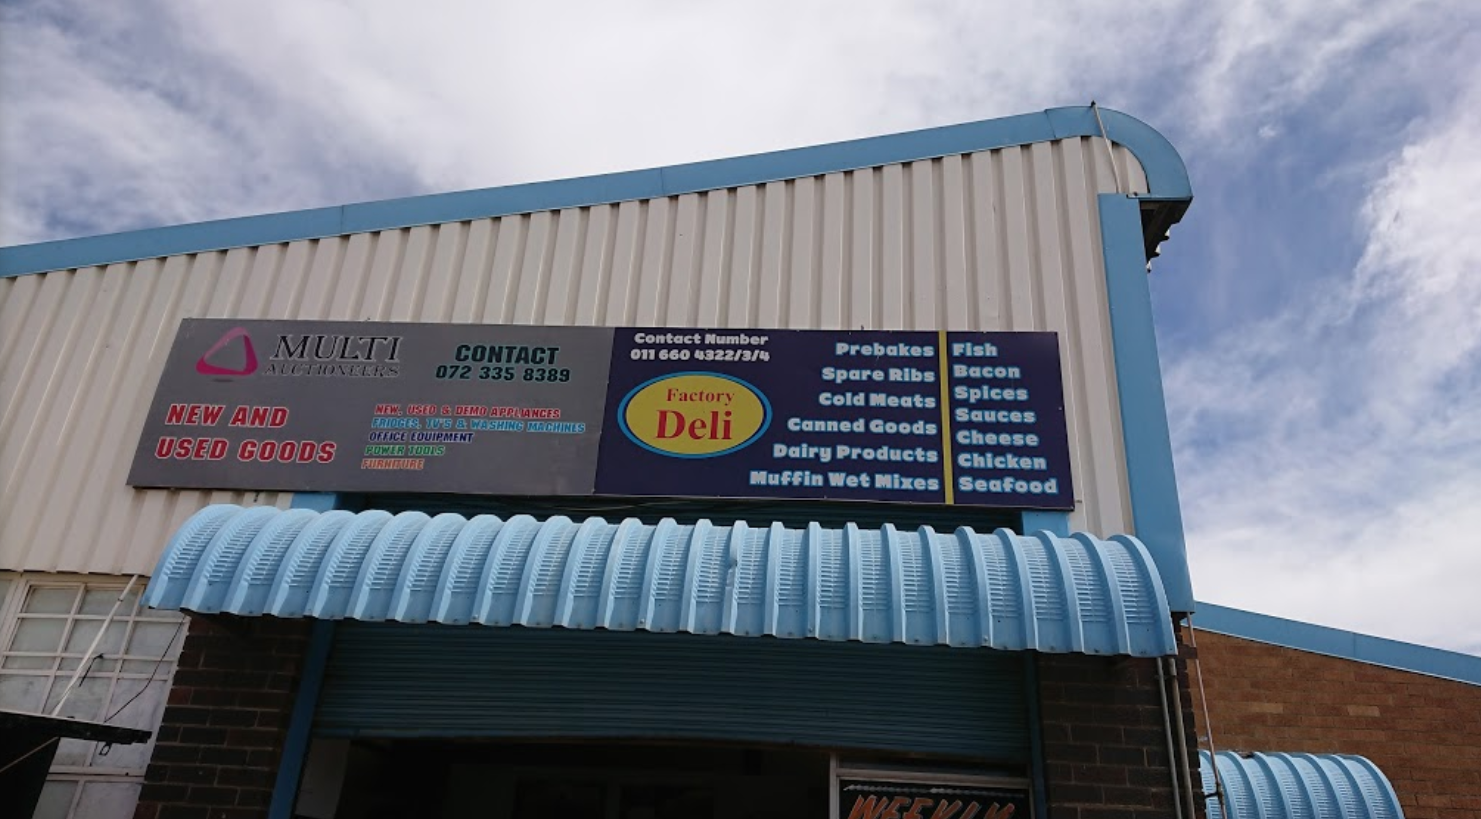 MULTI
AUCTIONEERS
CONTACT
072 335 8389
NEW AND
USED GOODS
NEW, USED & DEMO APPLIANCES
FRIDGES, TV'S & WASHING MACHINES
OFFICE EQUIPMENT
POWER TOOLS
FURNITURE
Contact Number
011 660 4322/3/4
Factory
Deli
Prebakes
Spare Ribs
Cold Meats
Canned Goods
Dairy Products
Muffin Wet Mixes
Fish
Bacon
Spices
Sauces
Cheese
Chicken
Seafood
WEEKLY